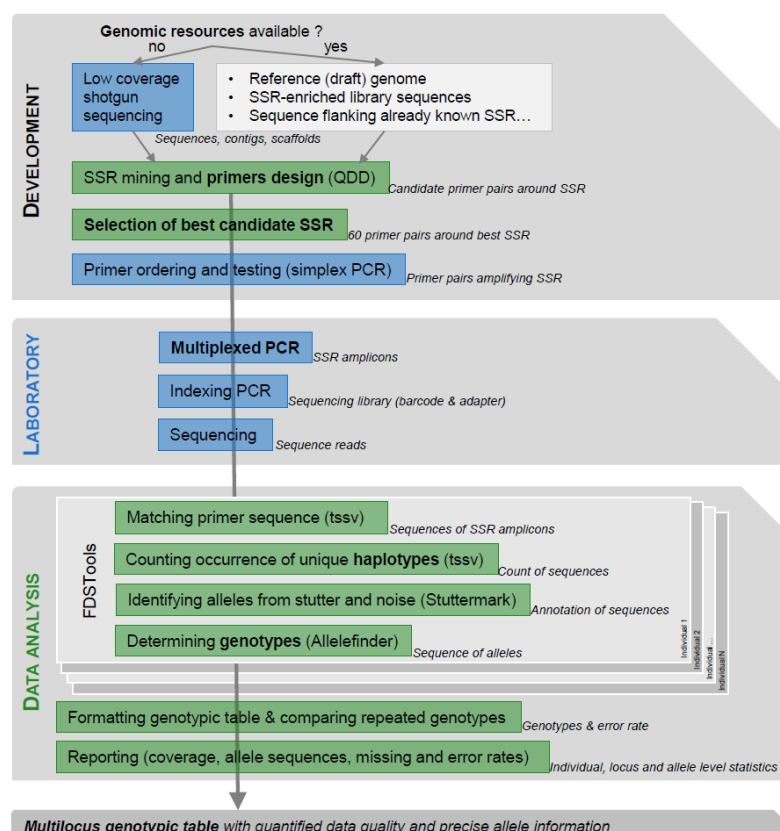 Genomic resources available ?
no
yes
DEVELOPMENT
Low coverage
shotgun
sequencing
• Reference (draft) genome
• SSR-enriched library sequences
• Sequence flanking already known SSR…
Sequences, contigs, scaffolds
SSR mining and primers design (QDD)
Candidate primer pairs around SSR
Selection of best candidate SSR
60 primer pairs around best SSR
Primer ordering and testing (simplex PCR)
Primer pairs amplifying SSR
LABORATORY
Multiplexed PCR
SSR amplicons
Indexing PCR
Sequencing library (barcode & adapter)
Sequencing
Sequence reads
DATA ANALYSIS
FDSTools
Matching primer sequence (tssv)
Sequences of SSR amplicons
Counting occurrence of unique haplotypes (tssv)
Count of sequences
Identifying alleles from stutter and noise (Stuttermark)
Annotation of sequences
Determining genotypes (Allelefinder)
Sequence of alleles
Individual 1
Individual 2
Individual ...
Individual N
Formatting genotypic table & comparing repeated genotypes
Genotypes & error rate
Reporting (coverage, allele sequences, missing and error rates)
Individual, locus and allele level statistics
Multilocus genotypic table with quantified data quality and precise allele information